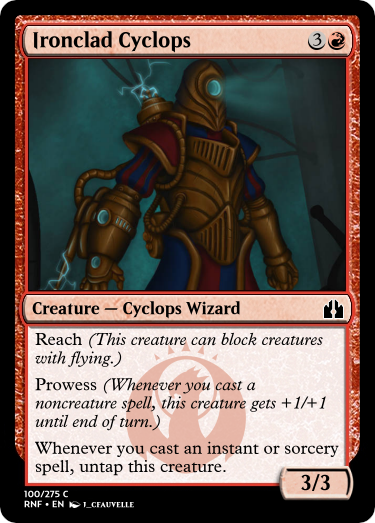 Ironclad Cyclops 3
Creature — Cyclops Wizard
Reach (This creature can block creatures
with flying.)
Prowess (Whenever you cast a
noncreature spell, this creature gets +1/+1
until end of turn.)
Whenever you cast an instant or sorcery
spell, untap this creature.
3/3
100/275 C
RNF • EN 1_CFAUVELLE